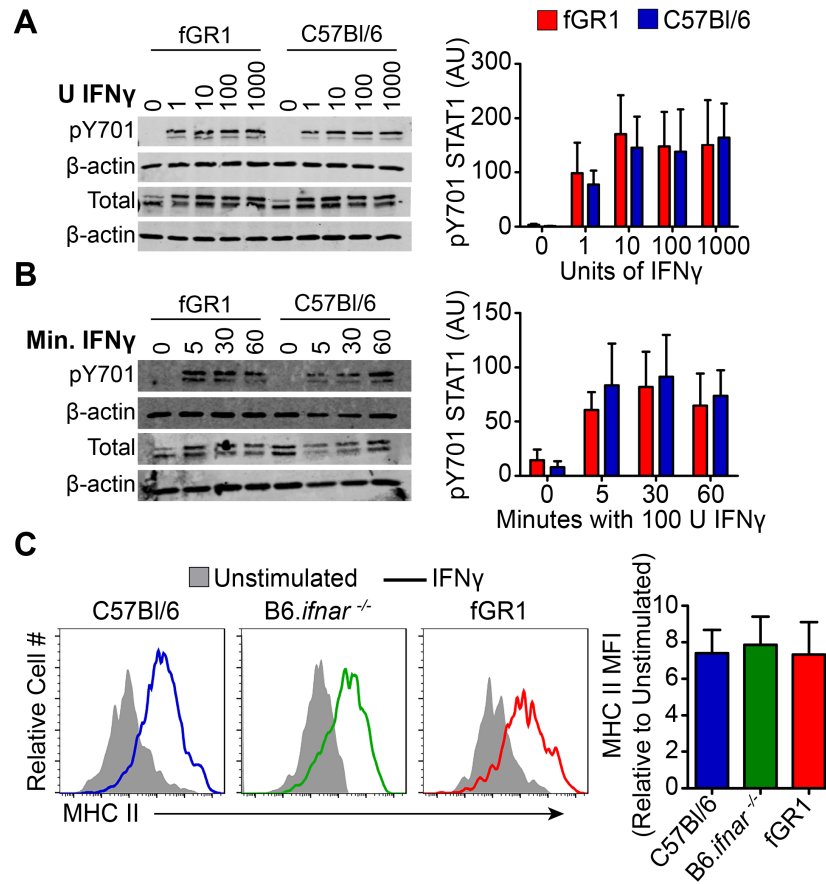 A
fGR1
C57Bl/6
U IFNγ
0 1 10 100 1000 0 1 10 100 1000
pY701
β-actin
Total
β-actin
fGR1 C57Bl/6
pY701 STAT1 (AU)
300
200
100
0
0 1 10 100 1000
Units of IFNγ
B
fGR1
C57Bl/6
Min. IFNγ
0 5 30 60 0 5 30 60
pY701
β-actin
Total
β-actin
pY701 STAT1 (AU)
150
100
50
0
0 5 30 60
Minutes with 100 U IFNγ
C
Unstimulated IFNγ
C57Bl/6
B6.ifnar -/-
fGR1
Relative Cell #
MHC II
MHC II MFI
(Relative to Unstimulated)
10
8
6
4
2
0
C57Bl/6
B6.ifnar -/-
fGR1